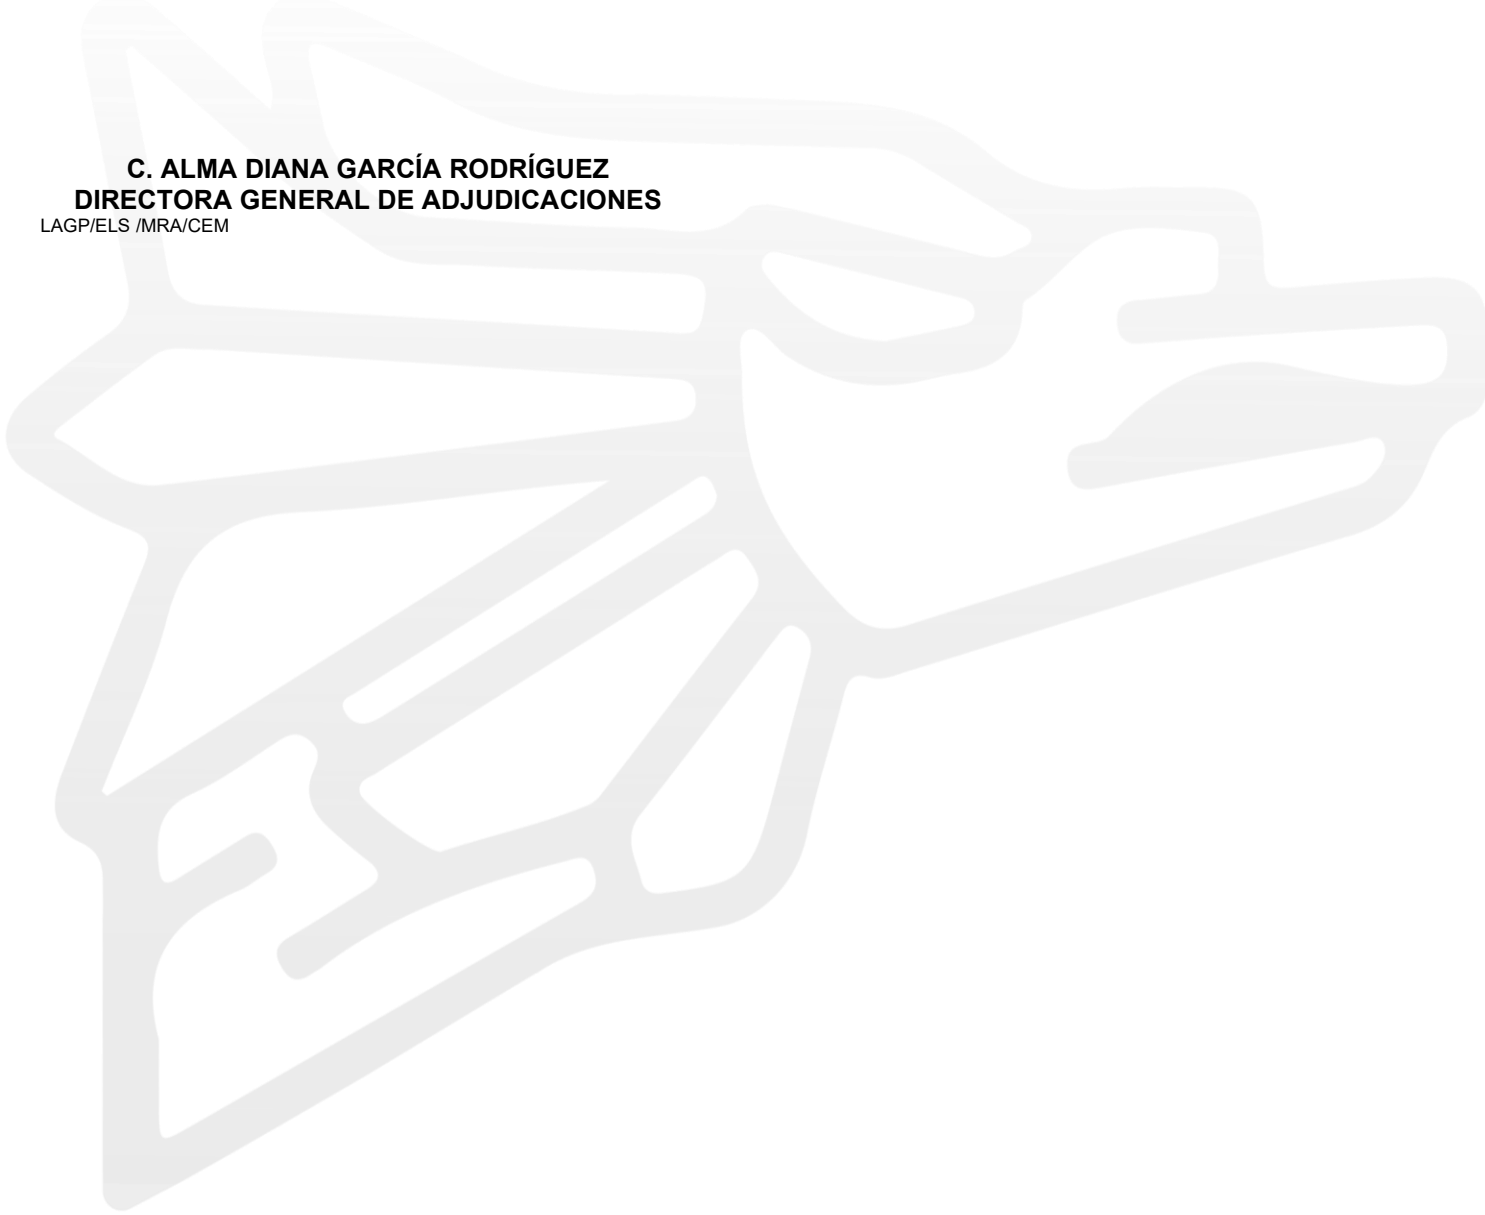 C. ALMA DIANA GARCÍA RODRÍGUEZ
DIRECTORA GENERAL DE ADJUDICACIONES
LAGP/ELS /MRA/CEM